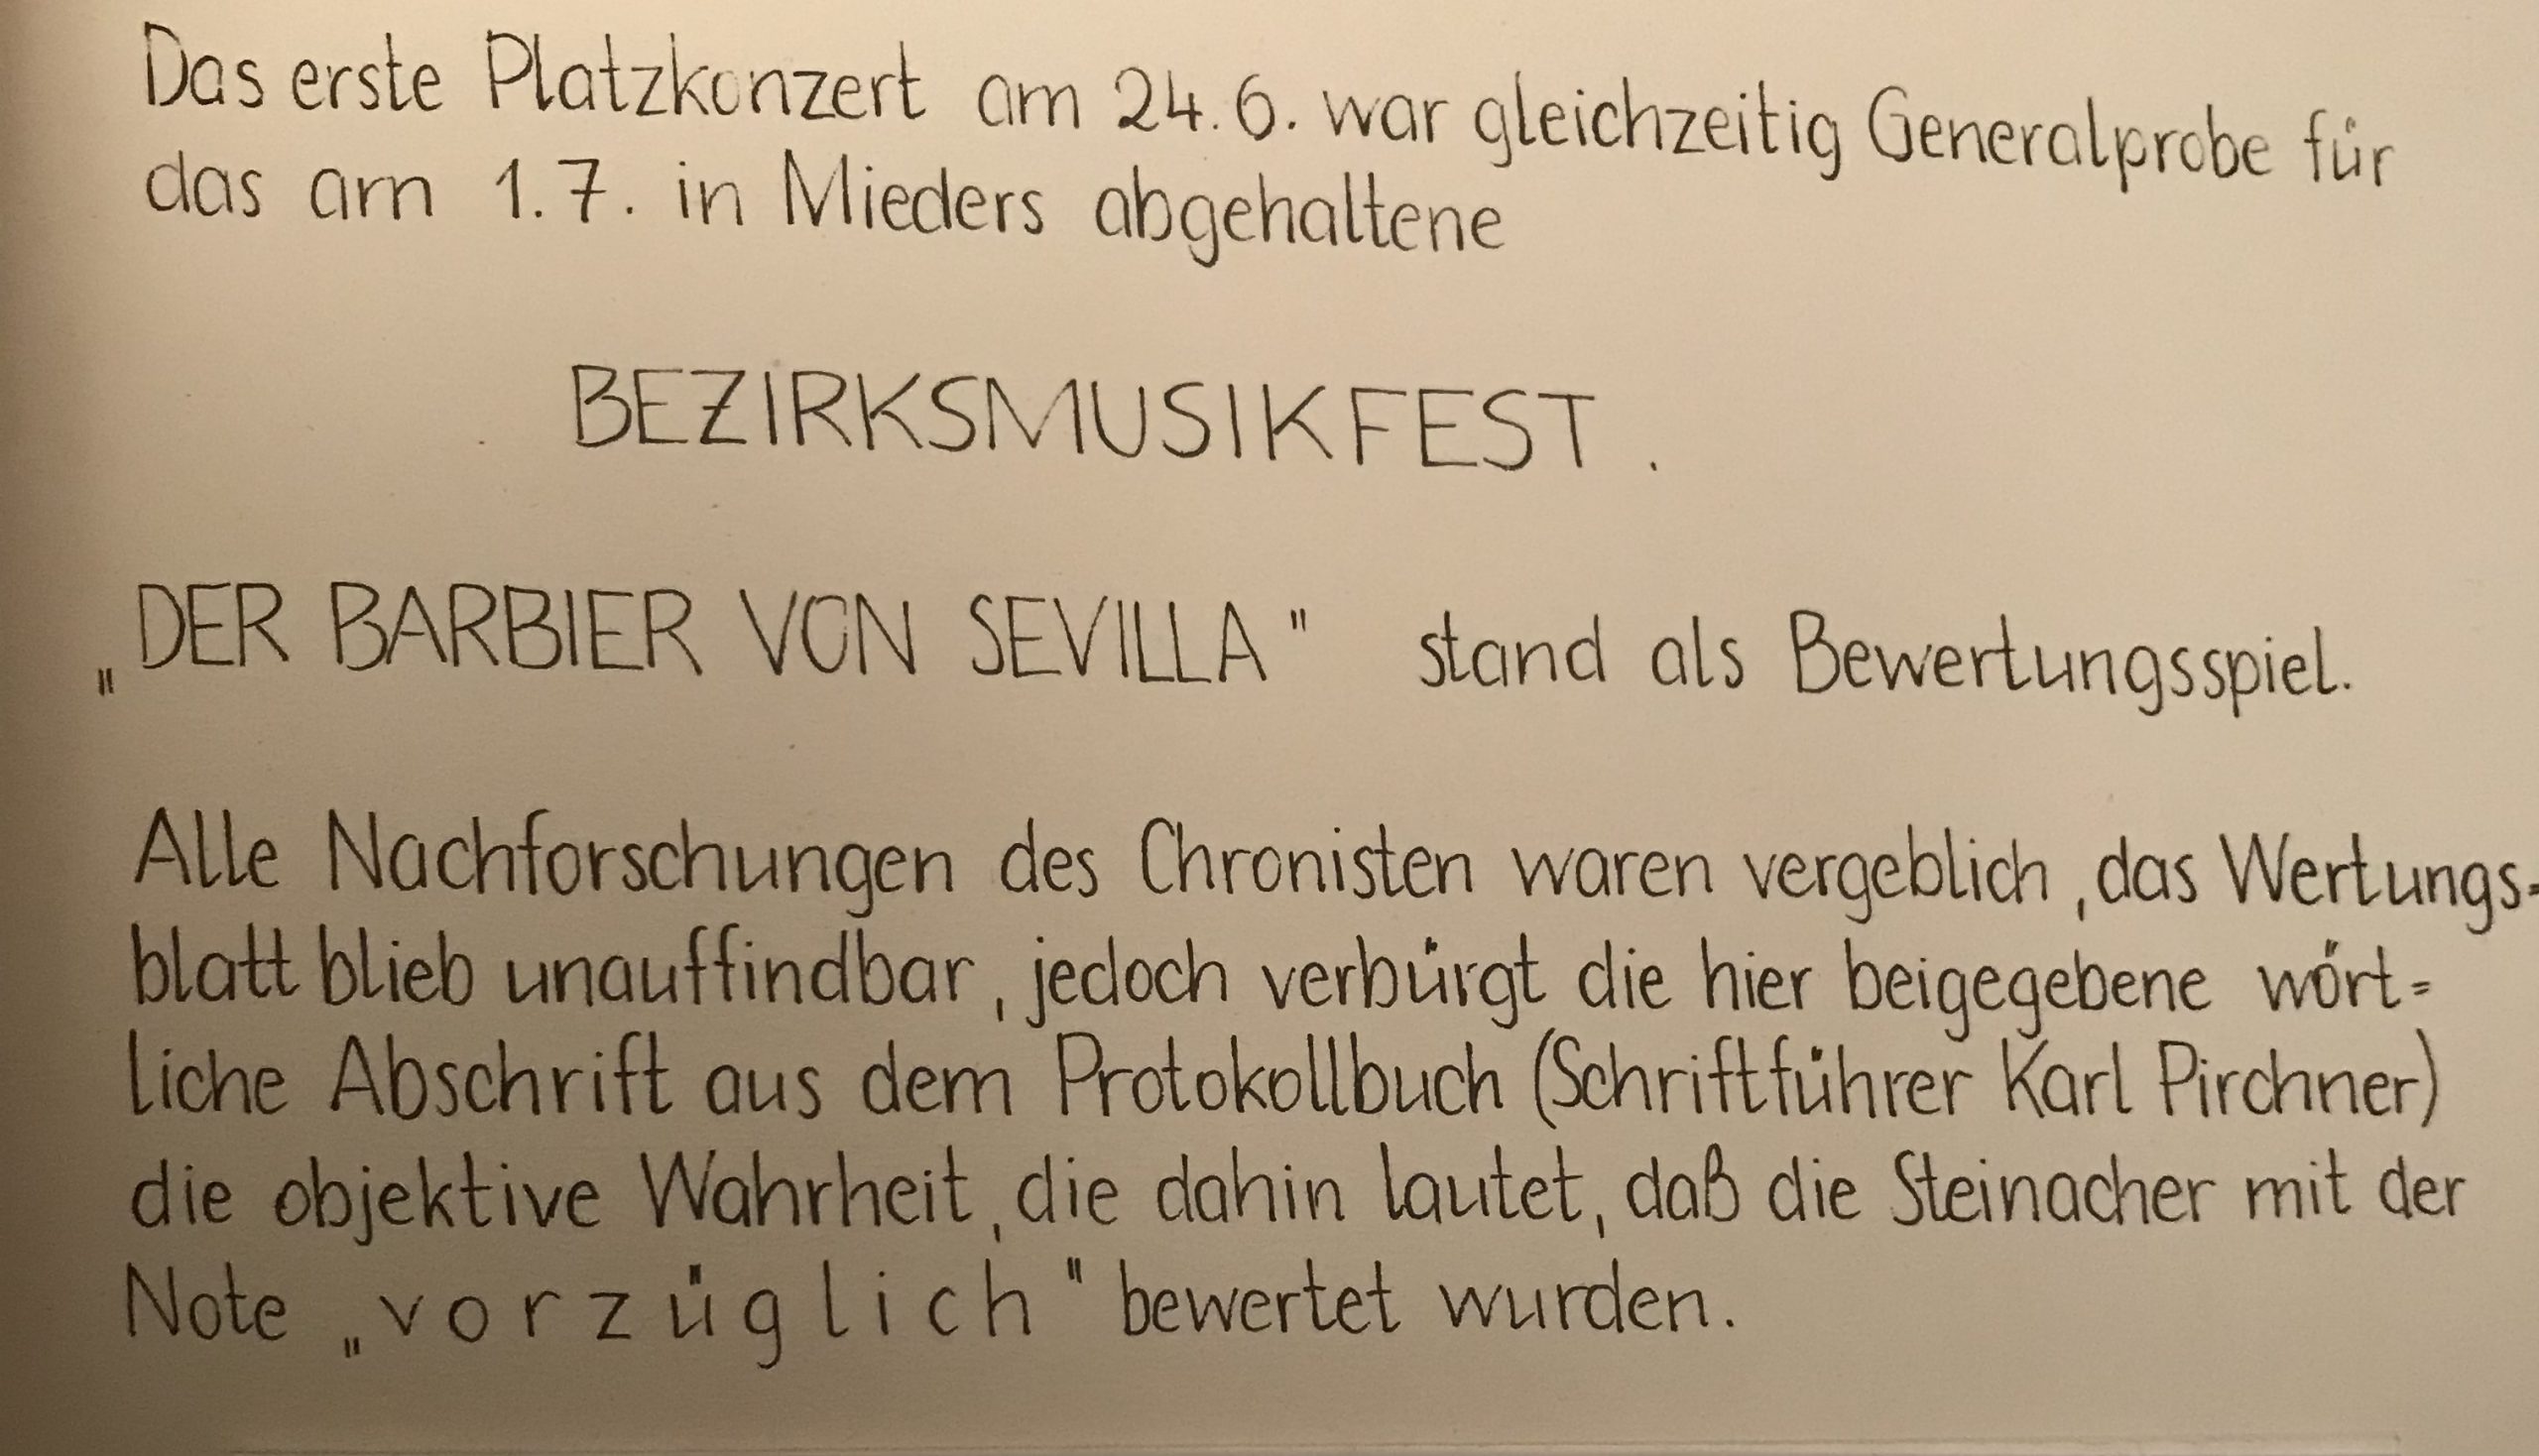 Das erste Platzkonzert am 24.6. war gleichzeitig Generalprobe für
das am 1.7. in Mieders abgehaltene
BEZIRKSMUSIKFEST.
„DER BARBIER VON SEVILLA" stand als Bewertungsspiel.
Alle Nachforschungen des Chronisten waren vergeblich, das Wertungs=
blatt blieb unauffindbar, jedoch verbürgt die hier beigegebene wört=
liche Abschrift aus dem Protokollbuch (Schriftführer Karl Pirchner)
die objektive Wahrheit, die dahin lautet, daß die Steinacher mit der
Note „vorzüglich" bewertet wurden.